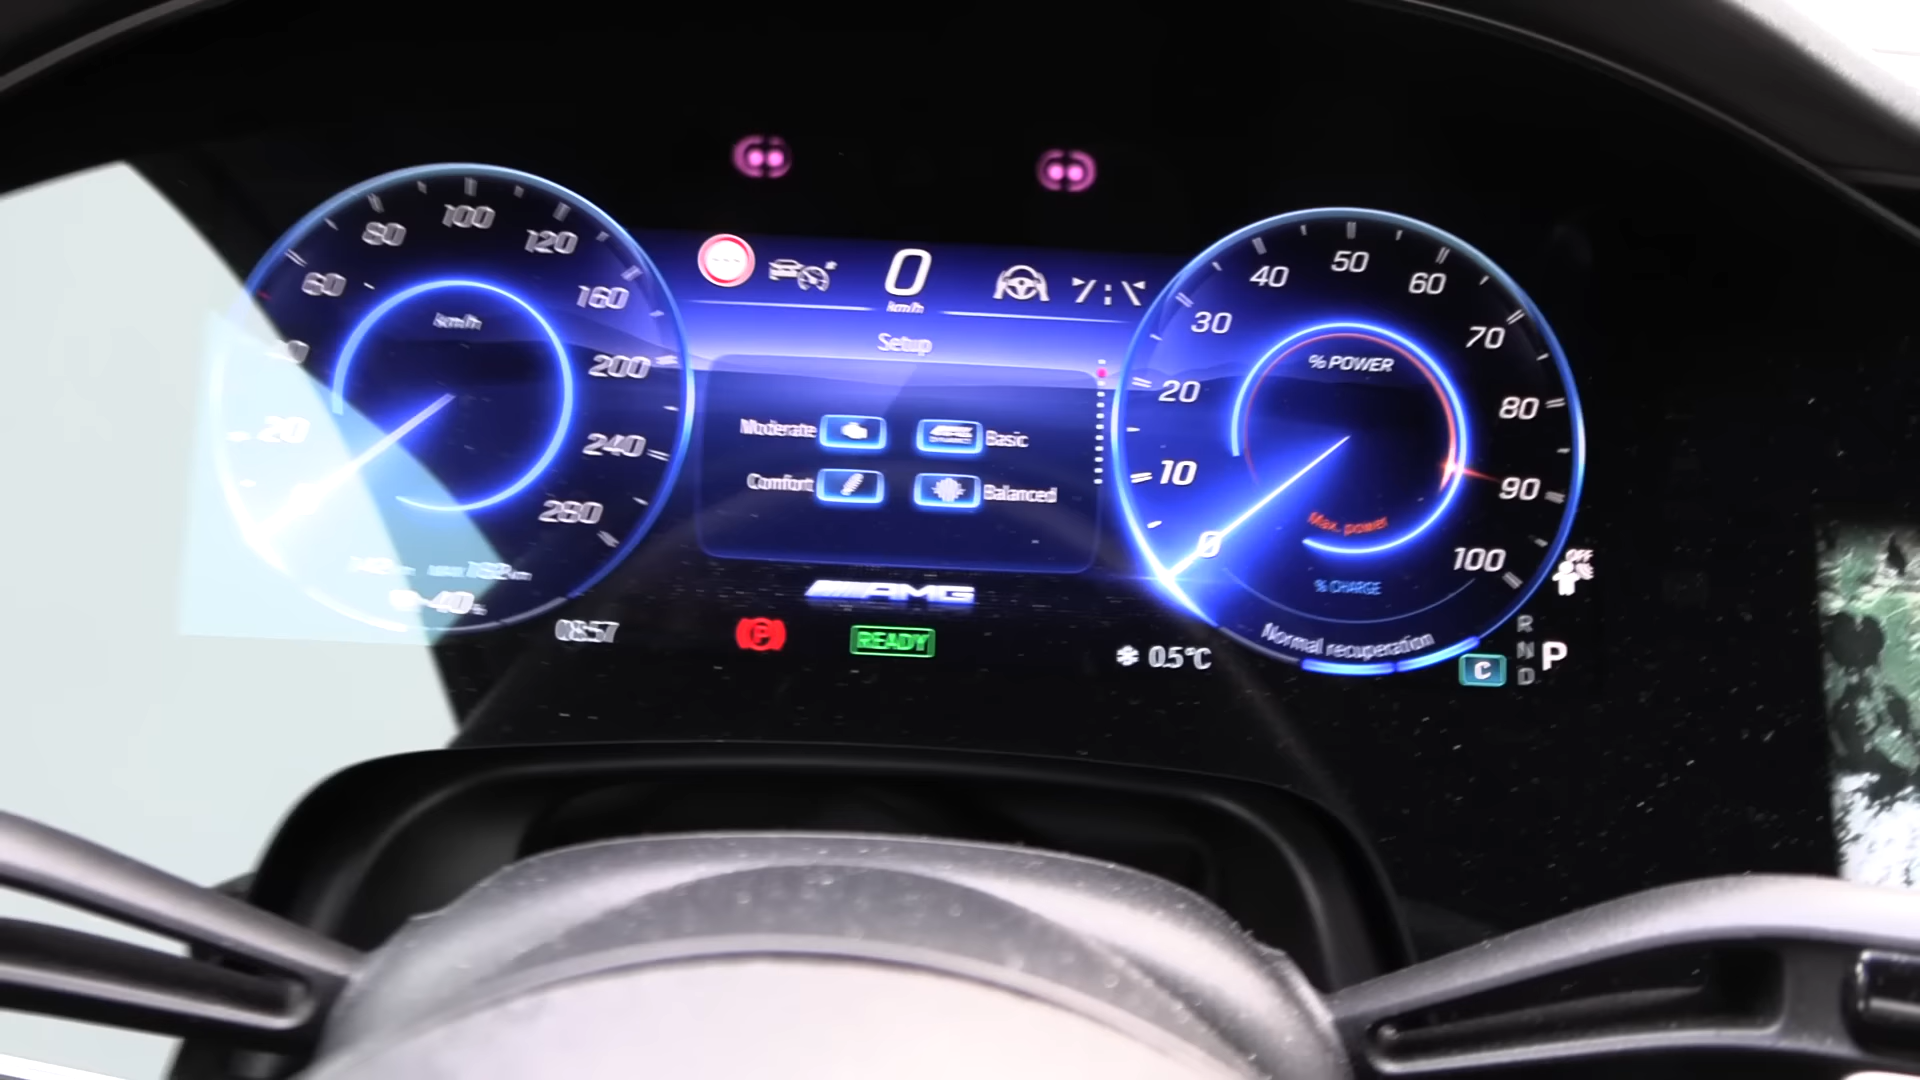 100
80
120
60
160
200
20
240
280
km/h
40 %
08:57
0
km/h
Setup
Moderate
Basic
Comfort
Balanced
AMG
P
READY
0.5°C
50
40
60
30
70
20
80
10
90
0
100
% POWER
Max. power
% CHARGE
Normal recuperation
OFF
R
N
D
P
C